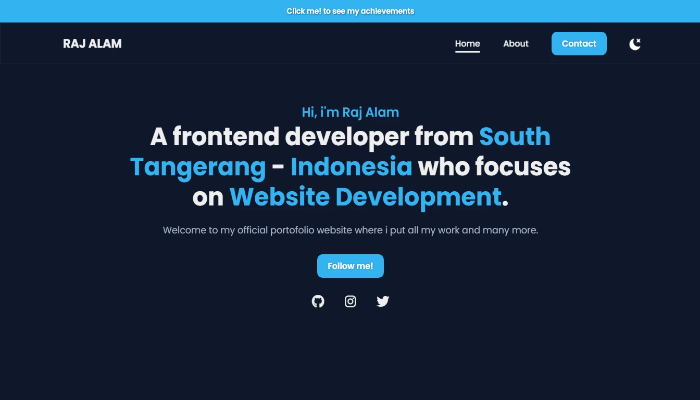 Click me! to see my achievements
RAJ ALAM
Home
About
Contact
Hi, i'm Raj Alam
A frontend developer from South
Tangerang - Indonesia who focuses
on Website Development.
Welcome to my official portofolio website where i put all my work and many more.
Follow me!